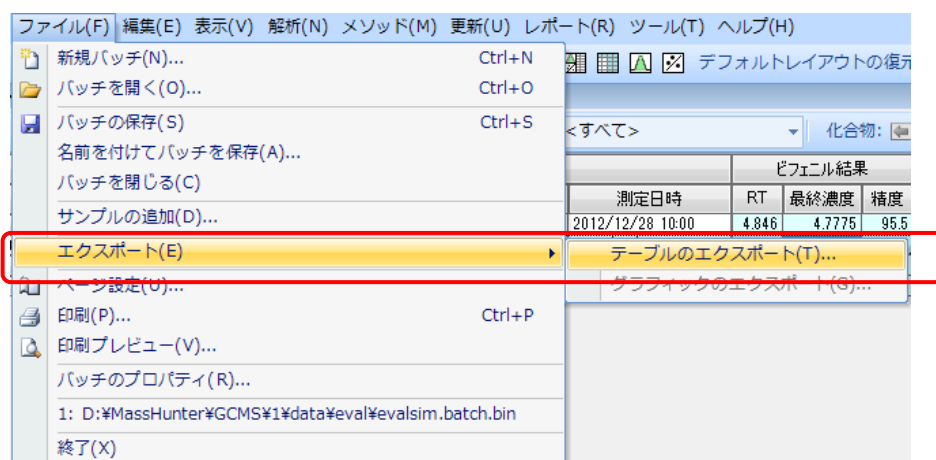 ファイル(F) 編集(E) 表示(V) 解析(N) メソッド(M) 更新(U) レポート(R) ツール(T) ヘルプ(H)
新規バッチ(N)... Ctrl+N
デフォルトレイアウトの復元
バッチを開く(O)... Ctrl+O
バッチの保存(S) Ctrl+S
<すべて> 化合物:
名前を付けてバッチを保存(A)...
バッチを閉じる(C)
ビフェニル結果
サンプルの追加(D)...
測定日時 RT 最終濃度 精度
2012/12/28 10:00 4.846 4.7775 95.5
エクスポート(E)
テーブルのエクスポート(T)...
ページ設定(U)...
グラフィックのエクスポート(G)...
印刷(P)... Ctrl+P
印刷プレビュー(V)...
バッチのプロパティ(R)...
1: D:¥MassHunter¥GCMS¥1¥data¥eval¥evalsim.batch.bin
終了(X)